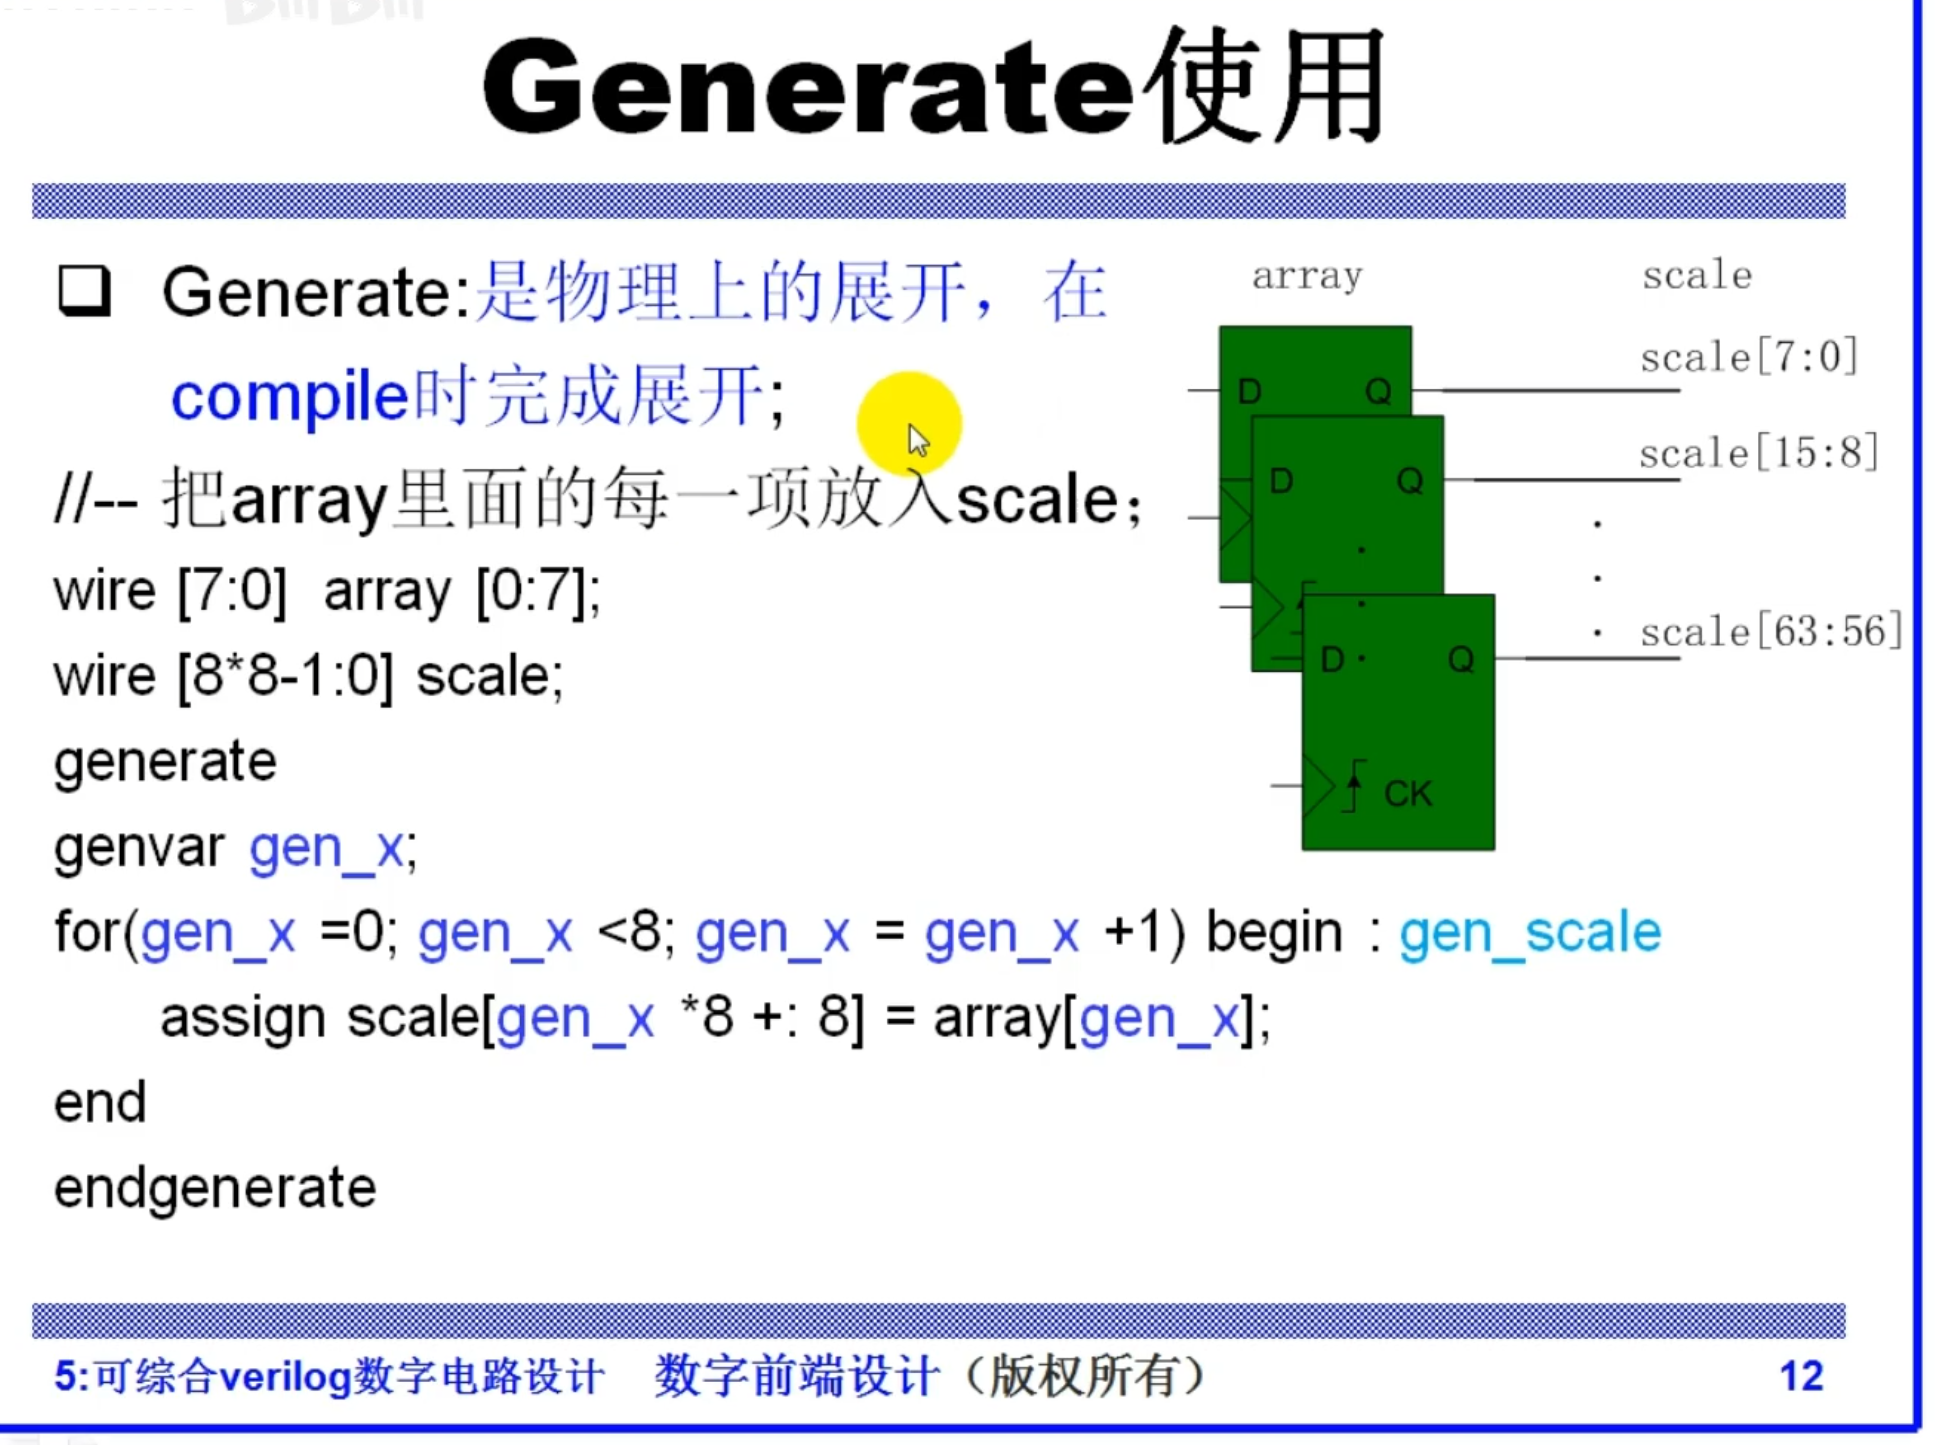 Generate使用
Generate:是物理上的展开，在
compile时完成展开;
//-- 把array里面的每一项放入scale；
wire [7:0] array [0:7];
wire [8*8-1:0] scale;
generate
genvar gen_x;
for(gen_x =0; gen_x <8; gen_x = gen_x +1) begin : gen_scale
assign scale[gen_x *8 +: 8] = array[gen_x];
end
endgenerate
array scale
scale[7:0]
D Q
scale[15:8]
D Q
scale[63:56]
D Q
CK
5:可综合verilog数字电路设计 数字前端设计（版权所有） 12